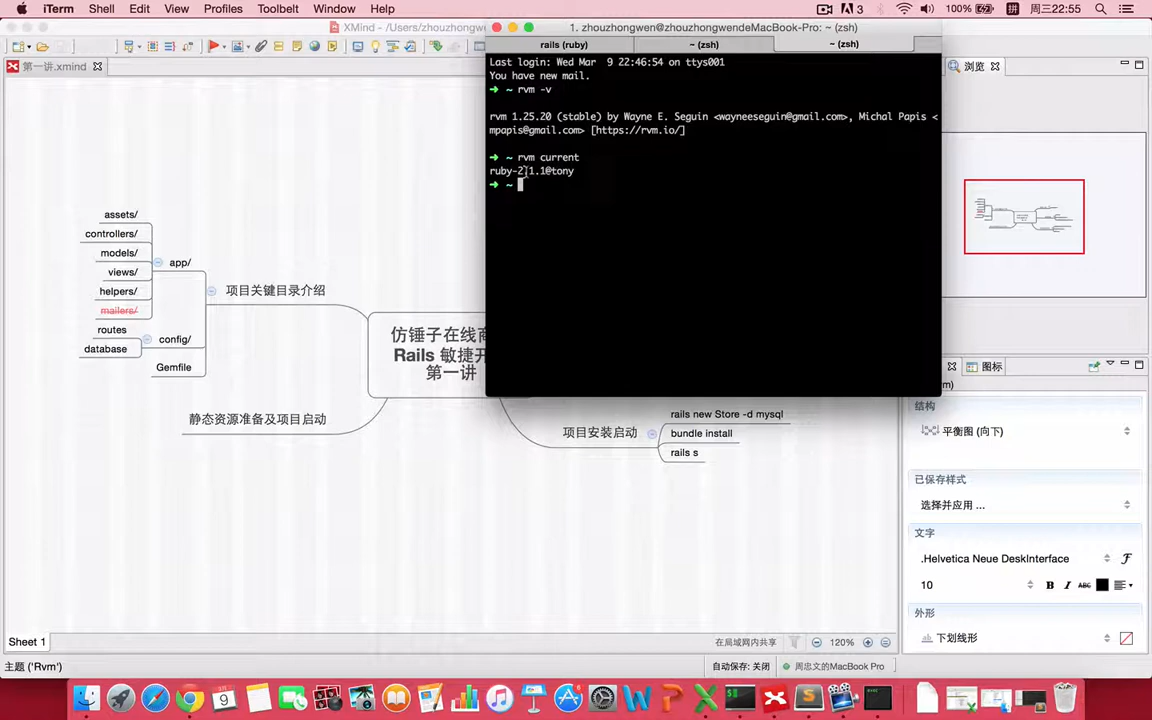 iTerm Shell Edit View Profiles Toolbelt Window Help
3 100% 拼 周三22:55
XMind - /Users/zhouzhongwe
1. zhouzhongwen@zhouzhongwendeMacBook-Pro: ~ (zsh)
rails (ruby) ~ (zsh) ~ (zsh)
第一讲.xmind
浏览
Last login: Wed Mar  9 22:46:54 on ttys001
You have new mail.
➜ ~ rvm -v
rvm 1.25.20 (stable) by Wayne E. Seguin <wayneeseguin@gmail.com>, Michal Papis <
mpapis@gmail.com> [https://rvm.io/]
➜ ~ rvm current
ruby-2.1.1@tony
➜ ~
assets/
controllers/
models/
views/
helpers/
mailers/
app/
项目关键目录介绍
routes
database
config/
Gemfile
静态资源准备及项目启动
仿锤子在线商
Rails 敏捷开
第一讲
项目安装启动
rails new Store -d mysql
bundle install
rails s
图标
结构
平衡图 (向下)
已保存样式
选择并应用 ...
文字
.Helvetica Neue DeskInterface
10 B I ABC
外形
下划线形
Sheet 1
在局域网内共享 120%
主题 ('Rvm')
自动保存: 关闭 周忠文的MacBook Pro